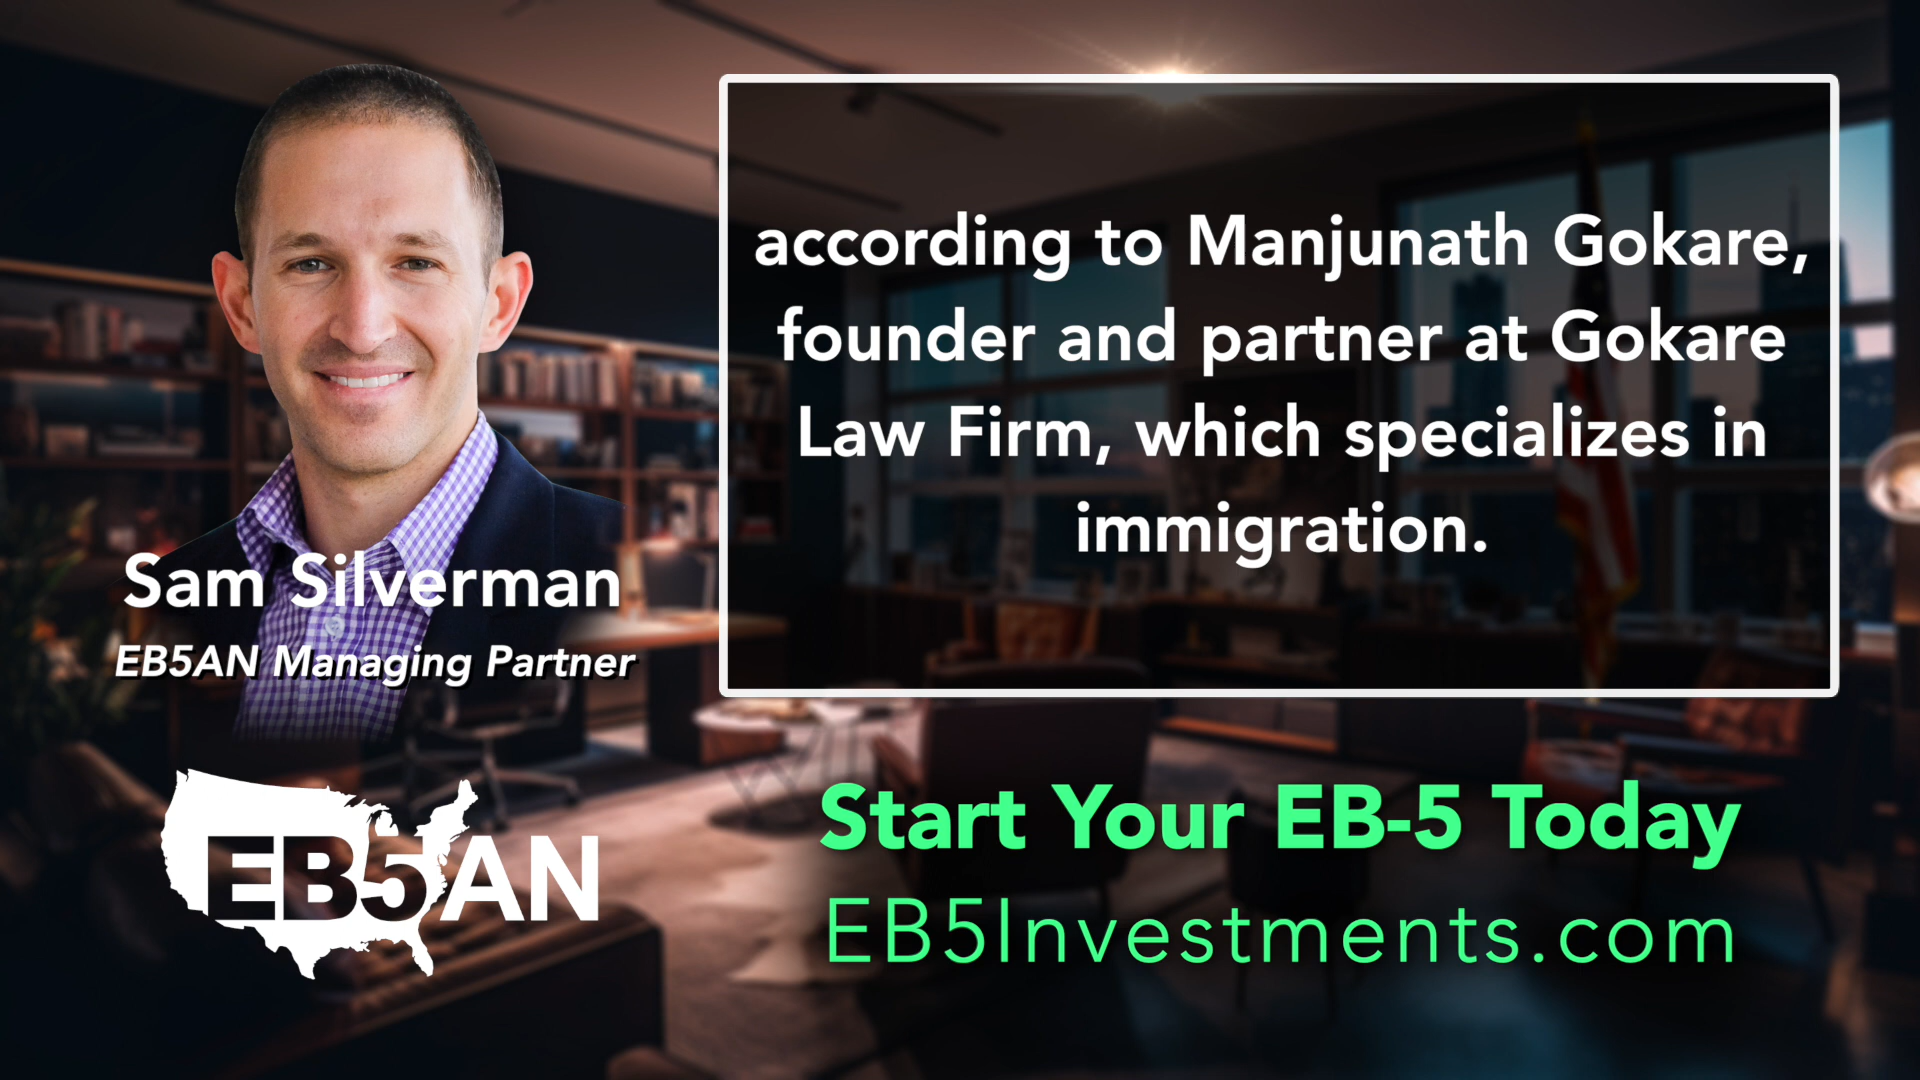 according to Manjunath Gokare,
founder and partner at Gokare
Law Firm, which specializes in
immigration.
Sam Silverman
EB5AN Managing Partner
EB5AN
Start Your EB-5 Today
EB5Investments.com